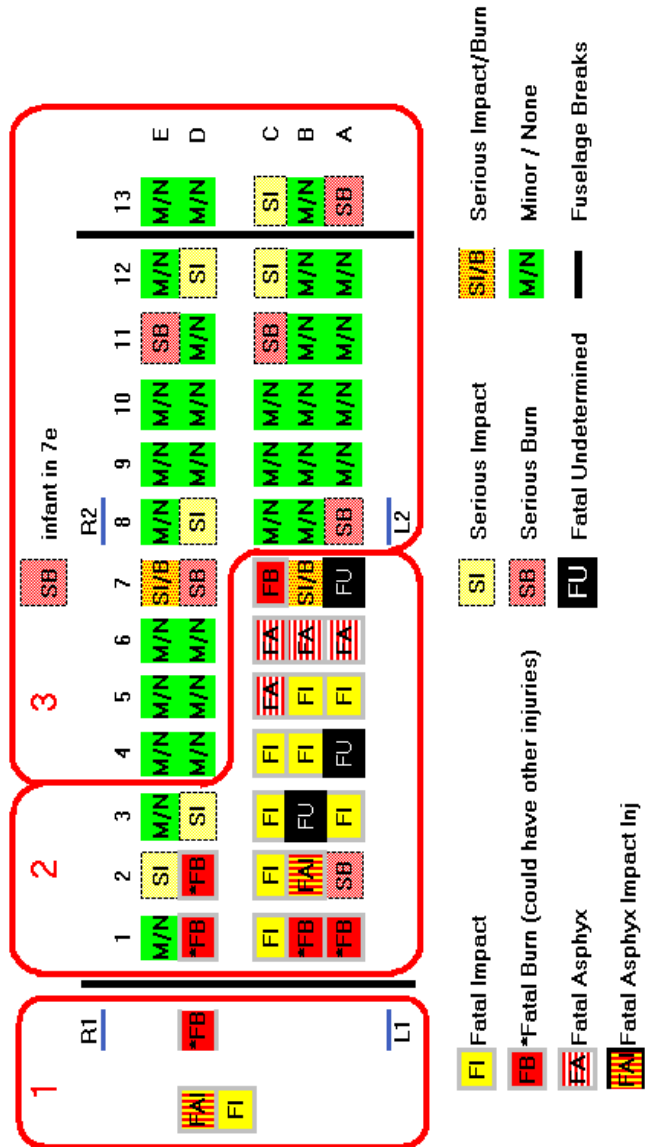 1 2 3 SB infant in 7e
R1 R2
1 2 3 4 5 6 7 8 9 10 11 12 13
M/N SI M/N M/N M/N M/N SI/B M/N M/N M/N SB M/N M/N E
FAI *FB *FB *FB SI M/N M/N M/N SB SI M/N M/N M/N SI M/N D
FI
FI FI FI FI FA FA FB M/N M/N M/N SB SI SI C
*FB FAI FU FI FI FA SI/B M/N M/N M/N M/N M/N M/N B
*FB SB FI FU FI FA FU SB M/N M/N M/N M/N SB A
L1 L2
FI Fatal Impact SI Serious Impact SI/B Serious Impact/Burn
FB *Fatal Burn (could have other injuries) SB Serious Burn M/N Minor / None
FA Fatal Asphyx FU Fatal Undetermined Fuselage Breaks
FAI Fatal Asphyx Impact Inj